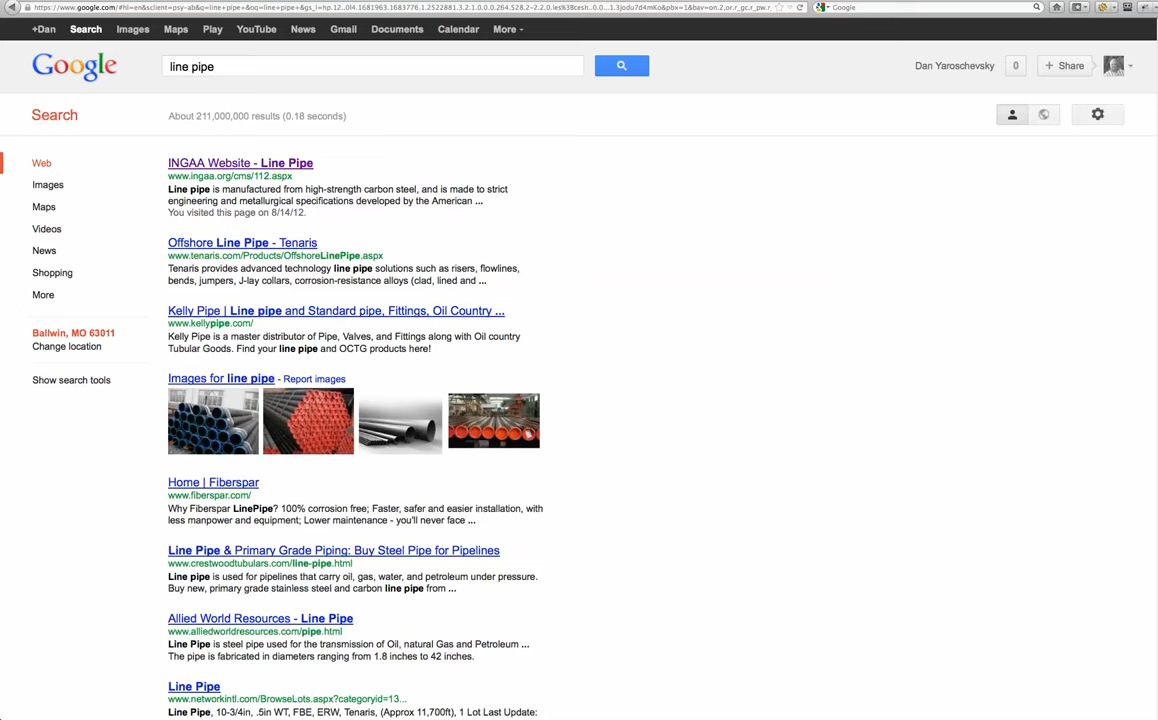 +Dan Search Images Maps Play YouTube News Gmail Documents Calendar More
Google line pipe Dan Yaroschevsky 0 + Share
Search About 211,000,000 results (0.18 seconds)
Web
Images
Maps
Videos
News
Shopping
More
Ballwin, MO 63011
Change location
Show search tools
INGAA Website - Line Pipe
www.ingaa.org/cms/112.aspx
Line pipe is manufactured from high-strength carbon steel, and is made to strict
engineering and metallurgical specifications developed by the American ...
You visited this page on 8/14/12.
Offshore Line Pipe - Tenaris
www.tenaris.com/Products/OffshoreLinePipe.aspx
Tenaris provides advanced technology line pipe solutions such as risers, flowlines,
bends, jumpers, J-lay collars, corrosion-resistance alloys (clad, lined and ...
Kelly Pipe | Line pipe and Standard pipe, Fittings, Oil Country ...
www.kellypipe.com/
Kelly Pipe is a master distributor of Pipe, Valves, and Fittings along with Oil country
Tubular Goods. Find your line pipe and OCTG products here!
Images for line pipe - Report images
Home | Fiberspar
www.fiberspar.com/
Why Fiberspar LinePipe? 100% corrosion free; Faster, safer and easier installation, with
less manpower and equipment; Lower maintenance - you'll never face ...
Line Pipe & Primary Grade Piping: Buy Steel Pipe for Pipelines
www.crestwoodtubulars.com/line-pipe.html
Line pipe is used for pipelines that carry oil, gas, water, and petroleum under pressure.
Buy new, primary grade stainless steel and carbon line pipe from ...
Allied World Resources - Line Pipe
www.alliedworldresources.com/pipe.html
Line Pipe is steel pipe used for the transmission of Oil, natural Gas and Petroleum ...
The pipe is fabricated in diameters ranging from 1.8 inches to 42 inches.
Line Pipe
www.networkintl.com/BrowseLots.aspx?categoryid=13...
Line Pipe, 10-3/4in, .5in WT, FBE, ERW, Tenaris, (Approx 11,700ft), 1 Lot Last Update: